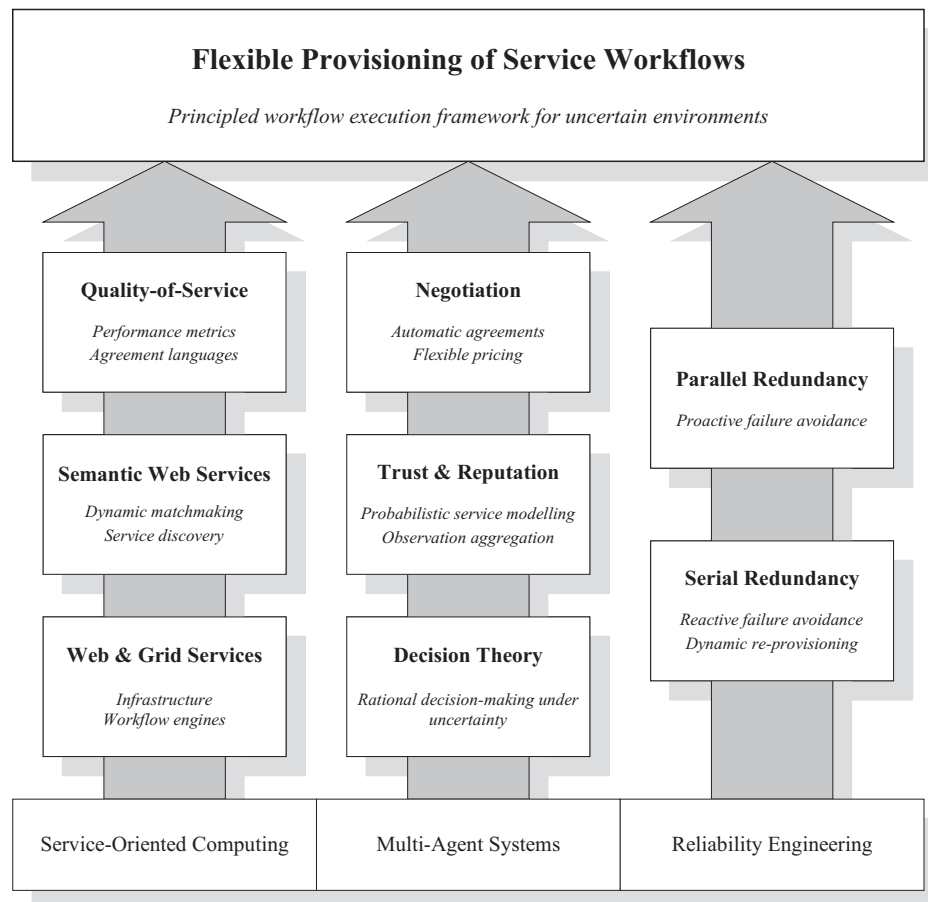 Flexible Provisioning of Service Workflows
Principled workflow execution framework for uncertain environments
Quality-of-Service
Performance metrics
Agreement languages
Negotiation
Automatic agreements
Flexible pricing
Parallel Redundancy
Proactive failure avoidance
Semantic Web Services
Dynamic matchmaking
Service discovery
Trust & Reputation
Probabilistic service modelling
Observation aggregation
Serial Redundancy
Reactive failure avoidance
Dynamic re-provisioning
Web & Grid Services
Infrastructure
Workflow engines
Decision Theory
Rational decision-making under
uncertainty
Service-Oriented Computing
Multi-Agent Systems
Reliability Engineering